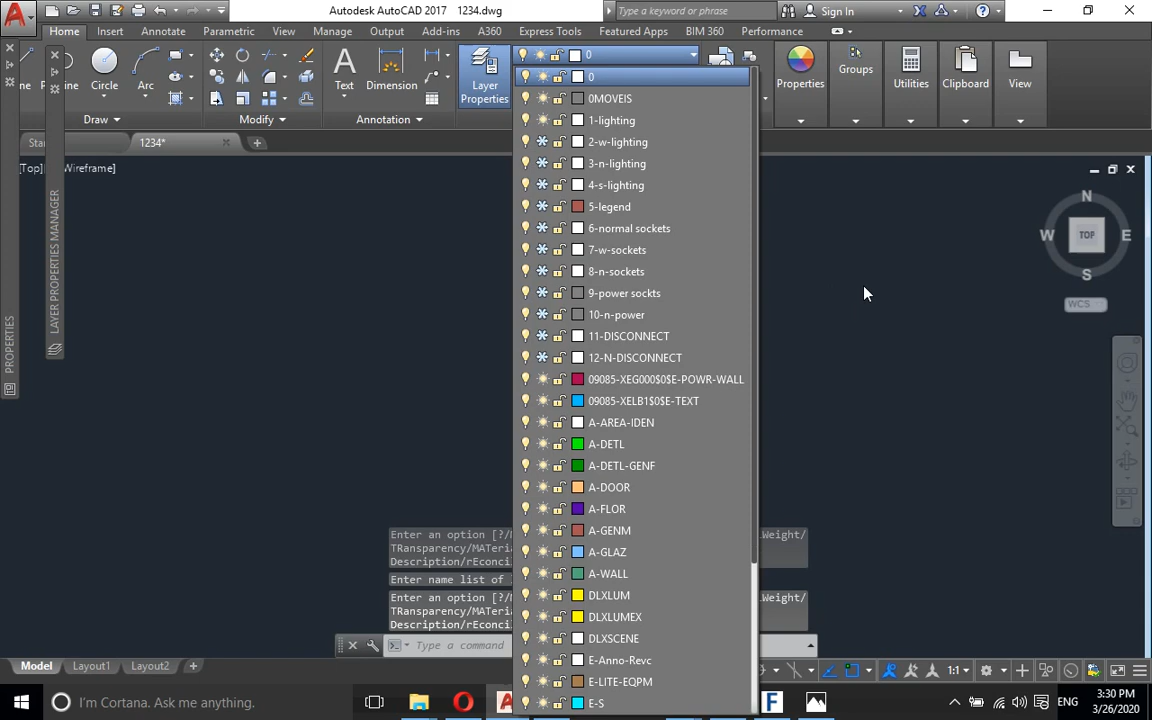 Autodesk AutoCAD 2017 1234.dwg
Type a keyword or phrase
Sign In
Home Insert Annotate Parametric View Manage Output Add-ins A360 Express Tools Featured Apps BIM 360 Performance
Circle
Arc
Text
Dimension
Layer
Properties
Properties
Groups
Utilities
Clipboard
View
Draw
Modify
Annotation
0
1234*
[Top]
Wireframe]
0
0MOVEIS
1-lighting
2-w-lighting
3-n-lighting
4-s-lighting
5-legend
6-normal sockets
7-w-sockets
8-n-sockets
9-power sockts
10-n-power
11-DISCONNECT
12-N-DISCONNECT
09085-XEG000$0$E-POWR-WALL
09085-XELB1$0$E-TEXT
A-AREA-IDEN
A-DETL
A-DETL-GENF
A-DOOR
A-FLOR
A-GENM
A-GLAZ
A-WALL
DLXLUM
DLXLUMEX
DLXSCENE
E-Anno-Revc
E-LITE-EQPM
E-S
LAYER PROPERTIES MANAGER
PROPERTIES
N
W TOP E
S
WCS
Enter an option [?/
Weight/
TRansparency/MATeria
Description/rEconci
Enter name list of
Enter an option [?/
Weight/
TRansparency/MATeria
Description/rEconci
Type a command
Model Layout1 Layout2
1:1
I'm Cortana. Ask me anything.
ENG
3:30 PM
3/26/2020